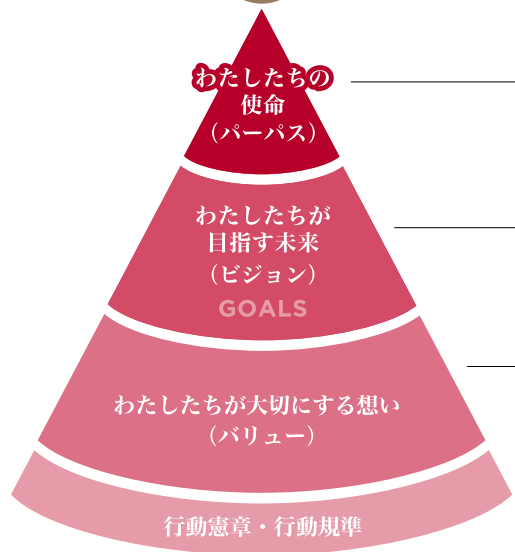 わたしたちの
使命
（パーパス）
わたしたちが
目指す未来
（ビジョン）
GOALS
わたしたちが大切にする想い
（バリュー）
行動憲章・行動規準